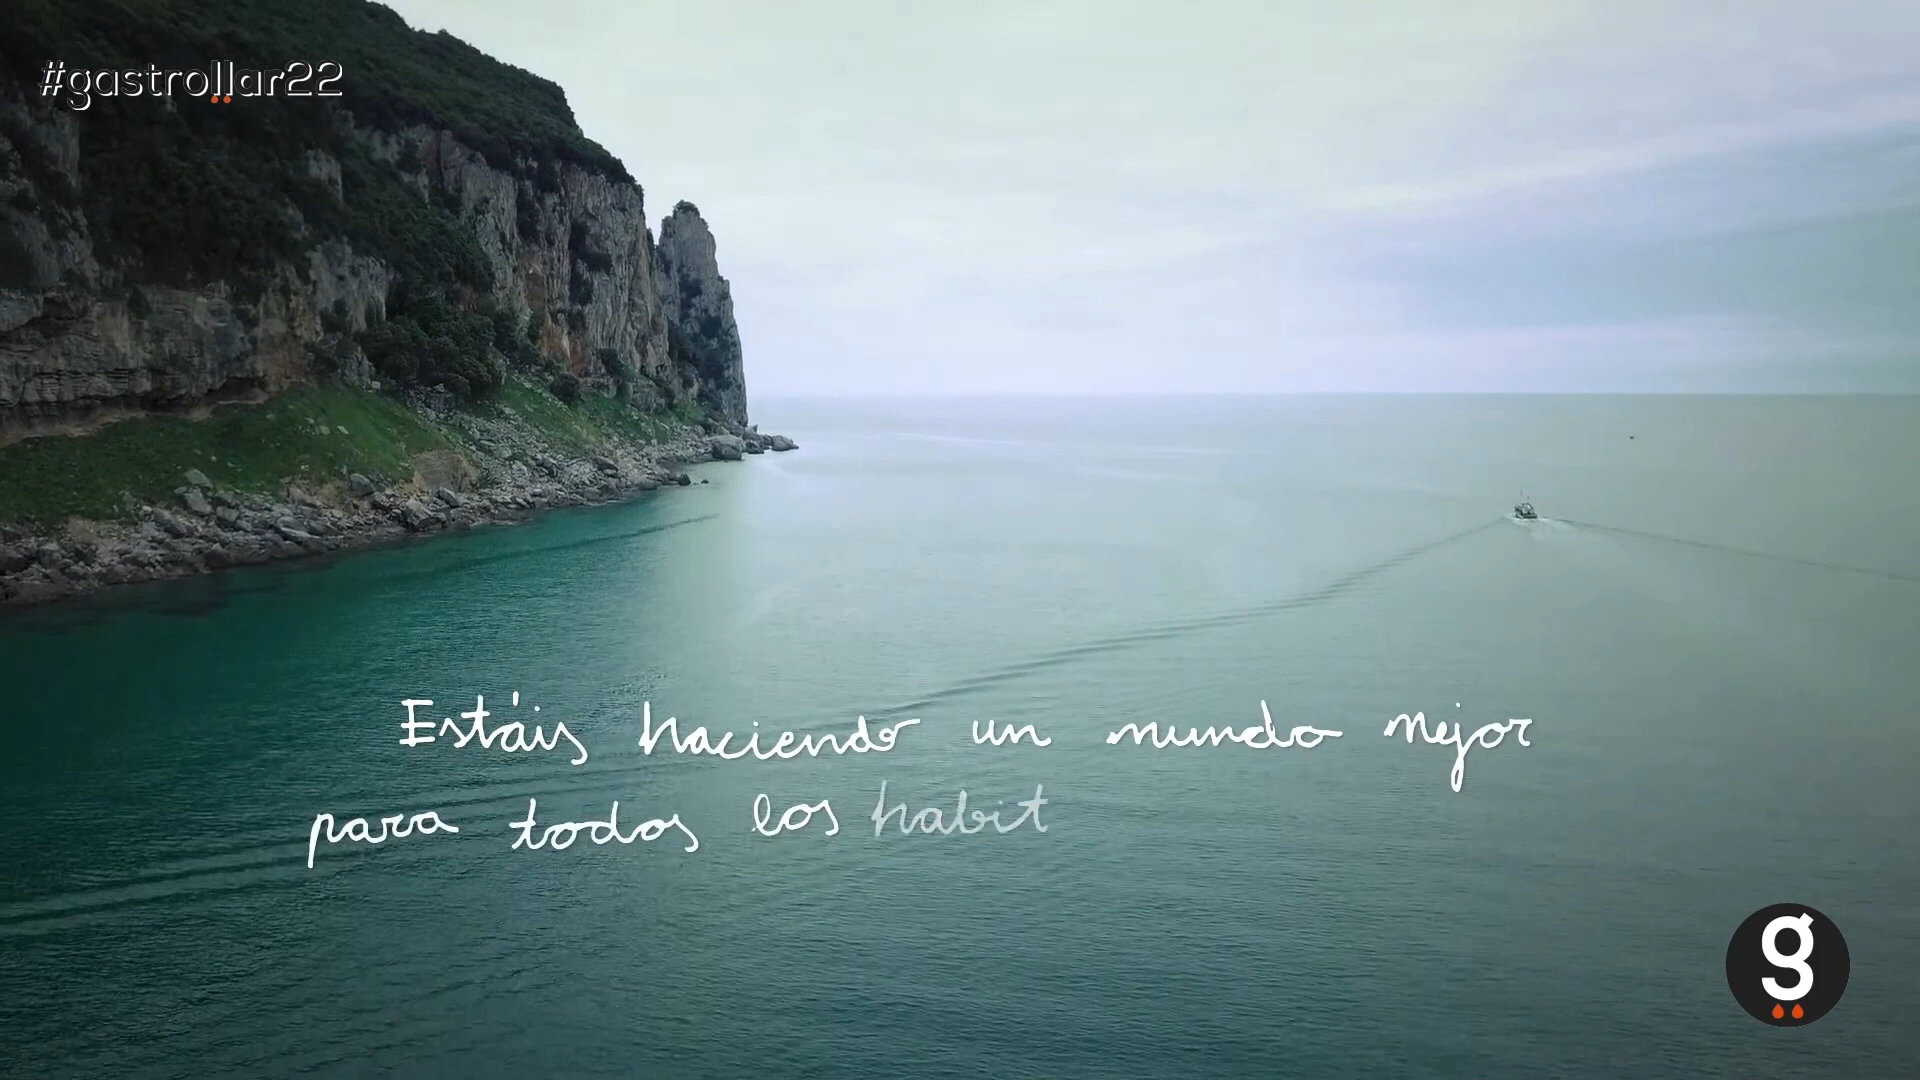 #gastrollar22
Estáis haciendo un mundo mejor
para todos los habit
g